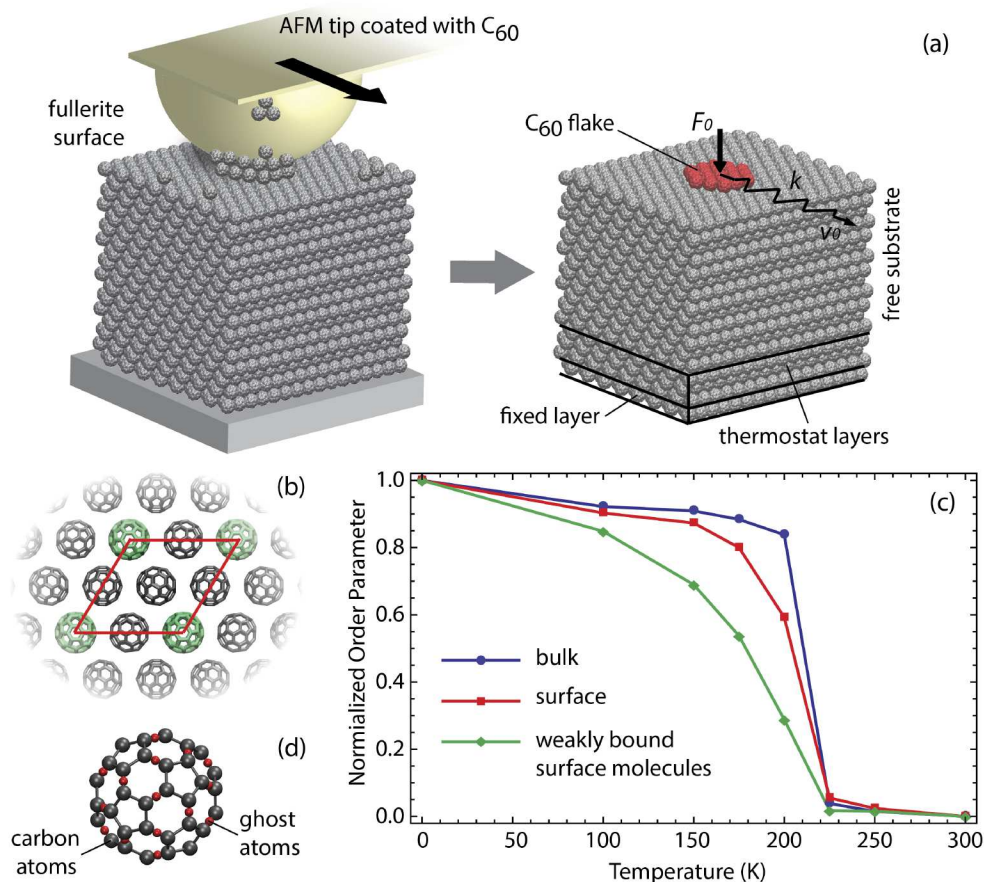 AFM tip coated with C60
(a)
fullerite
surface
C60 flake
F0
k
v0
free substrate
fixed layer
thermostat layers
(b)
(c)
1.0
0.8
0.6
0.4
0.2
0.0
Normialized Order Parameter
bulk
surface
weakly bound
surface molecules
0
50
100
150
200
250
300
Temperature (K)
(d)
carbon
atoms
ghost
atoms